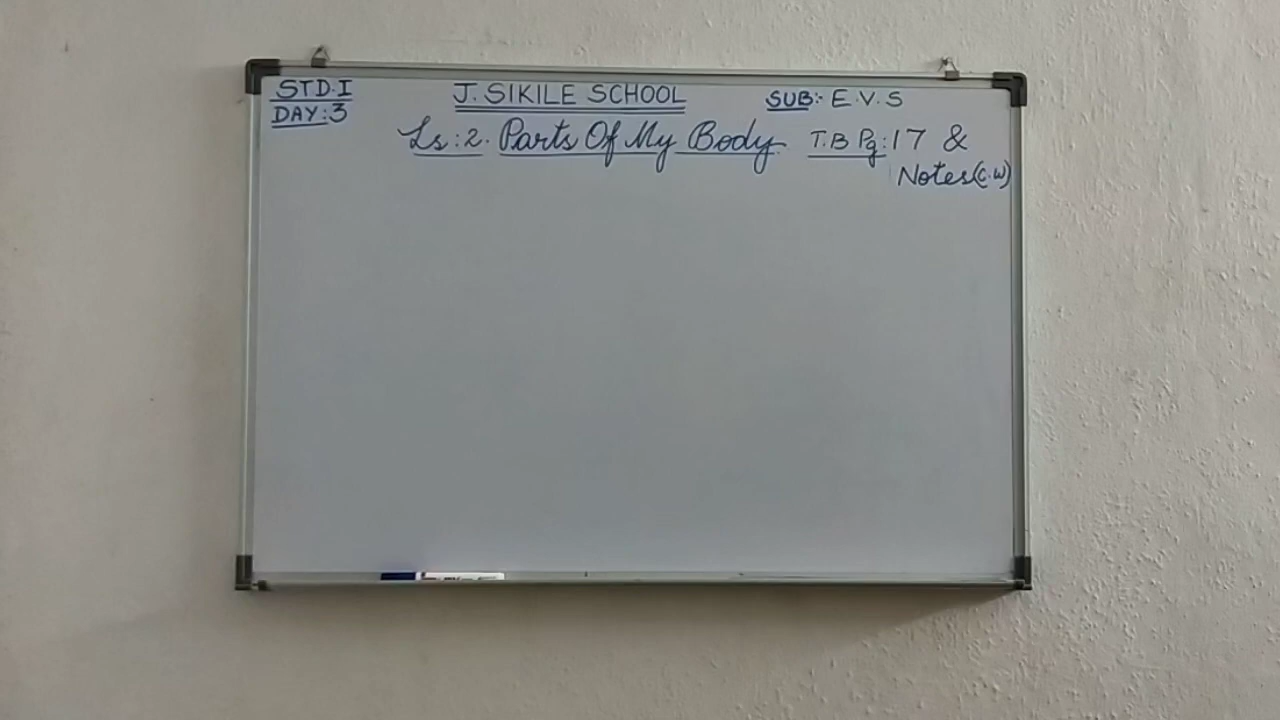 STD.I J. SIKILE SCHOOL SUB:- E.V.S
DAY:3
Ls:2. Parts Of My Body T.B Pg:17 &
Notes(C.W)